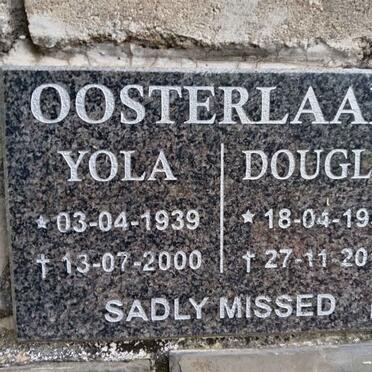 OOSTERLAA
YOLA DOUGL
* 03-04-1939 * 18-04-19
† 13-07-2000 † 27-11-20
SADLY MISSED